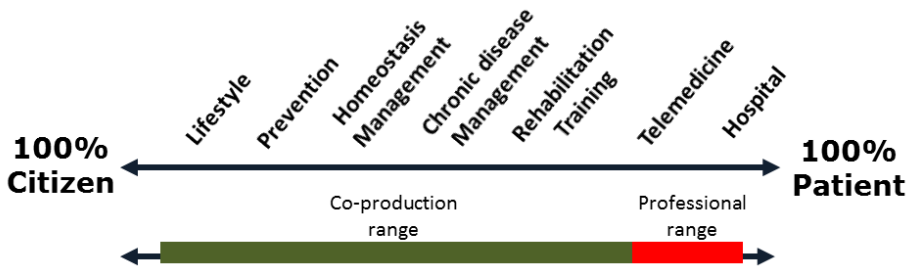 Lifestyle
Prevention
Homeostasis
Management
Chronic disease
Management
Rehabilitation
Training
Telemedicine
Hospital
100%
Citizen
100%
Patient
Co-production
range
Professional
range